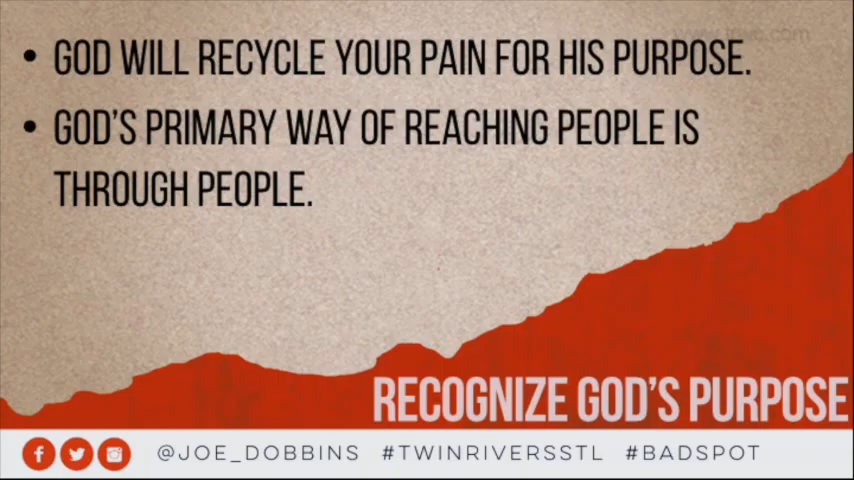 • GOD WILL RECYCLE YOUR PAIN FOR HIS PURPOSE.
• GOD'S PRIMARY WAY OF REACHING PEOPLE IS
THROUGH PEOPLE.
RECOGNIZE GOD'S PURPOSE
@JOE_DOBBINS #TWINRIVERSSTL #BADSPOT